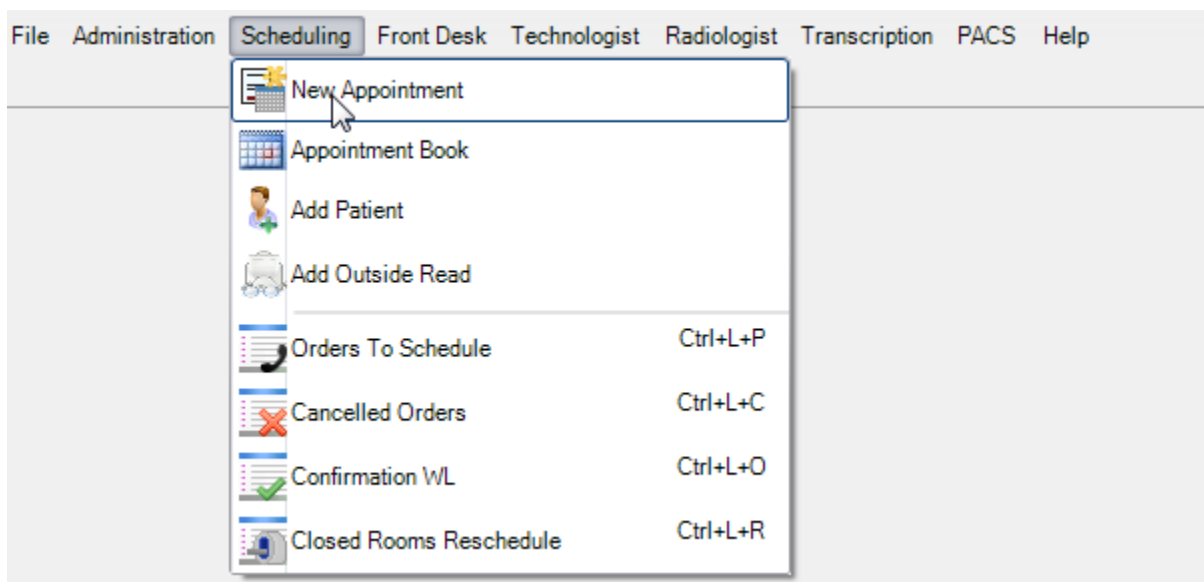 File Administration Scheduling Front Desk Technologist Radiologist Transcription PACS Help
New Appointment
Appointment Book
Add Patient
Add Outside Read
Orders To Schedule Ctrl+L+P
Cancelled Orders Ctrl+L+C
Confirmation WL Ctrl+L+O
Closed Rooms Reschedule Ctrl+L+R